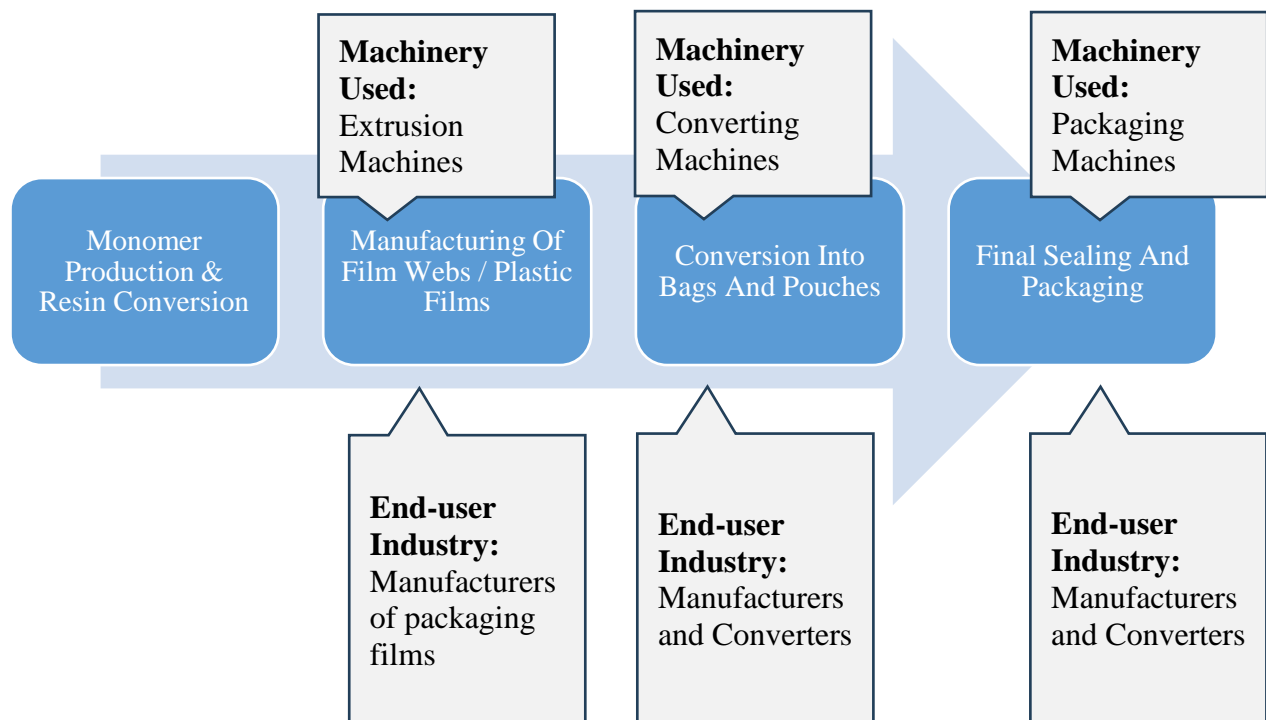 Machinery
Used:
Extrusion
Machines
Machinery
Used:
Converting
Machines
Machinery
Used:
Packaging
Machines
Monomer
Production &
Resin Conversion
Manufacturing Of
Film Webs / Plastic
Films
Conversion Into
Bags And Pouches
Final Sealing And
Packaging
End-user
Industry:
Manufacturers
of packaging
films
End-user
Industry:
Manufacturers
and Converters
End-user
Industry:
Manufacturers
and Converters